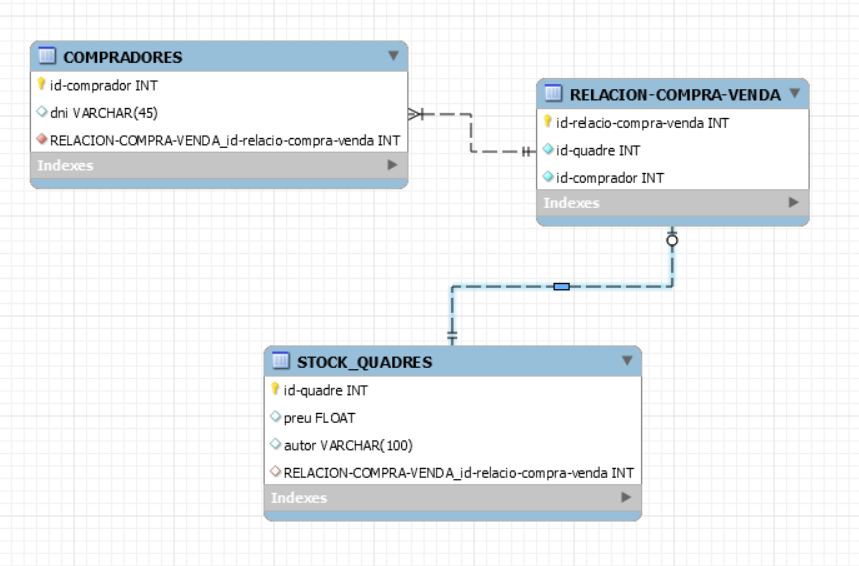 COMPRADORES
id-comprador INT
dni VARCHAR(45)
RELACION-COMPRA-VENDA_id-relacio-compra-venda INT
Indexes
RELACION-COMPRA-VENDA
id-relacio-compra-venda INT
id-quadre INT
id-comprador INT
Indexes
STOCK_QUADRES
id-quadre INT
preu FLOAT
autor VARCHAR(100)
RELACION-COMPRA-VENDA_id-relacio-compra-venda INT
Indexes